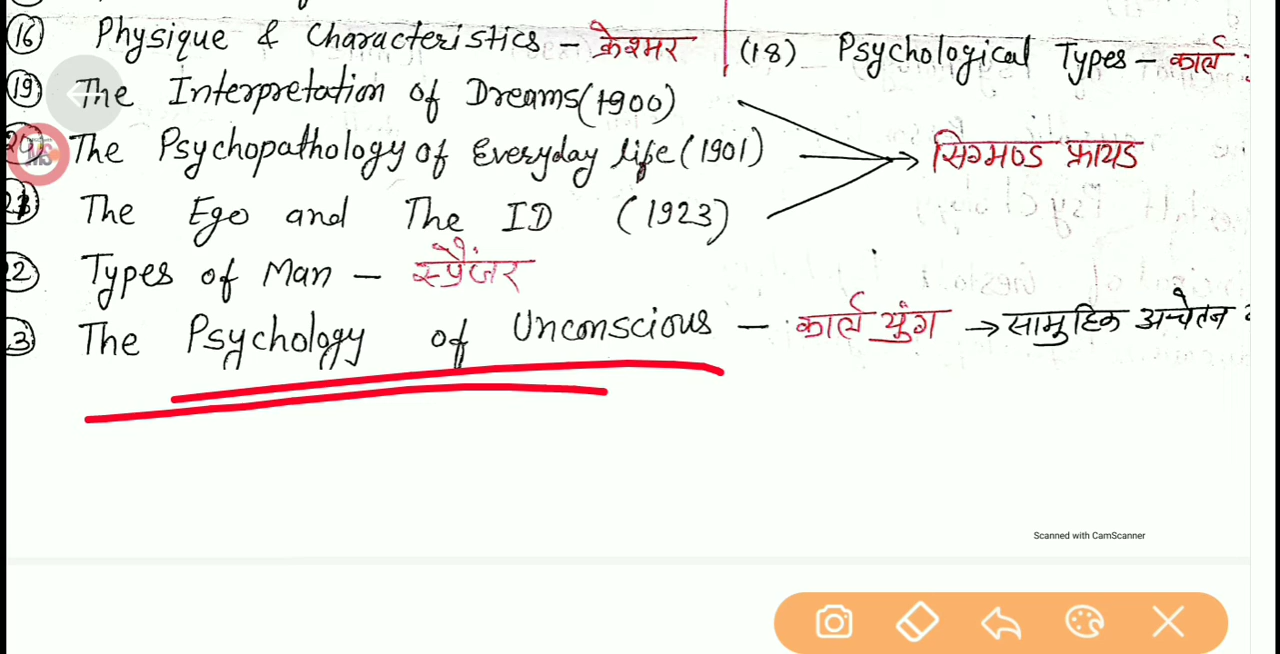 (16) Physique & Characteristics - क्रेश्मर (18) Psychological Types - कार्ल
(19) The Interpretation of Dreams (1900)
(20) The Psychopathology of Everyday life (1901) → सिग्मण्ड फ्रायड
The Ego and The ID (1923)
22) Types of Man - स्प्रैंजर
3) The Psychology of Unconscious - कार्ल युंग → सामुहिक अचेतन
Scanned with CamScanner